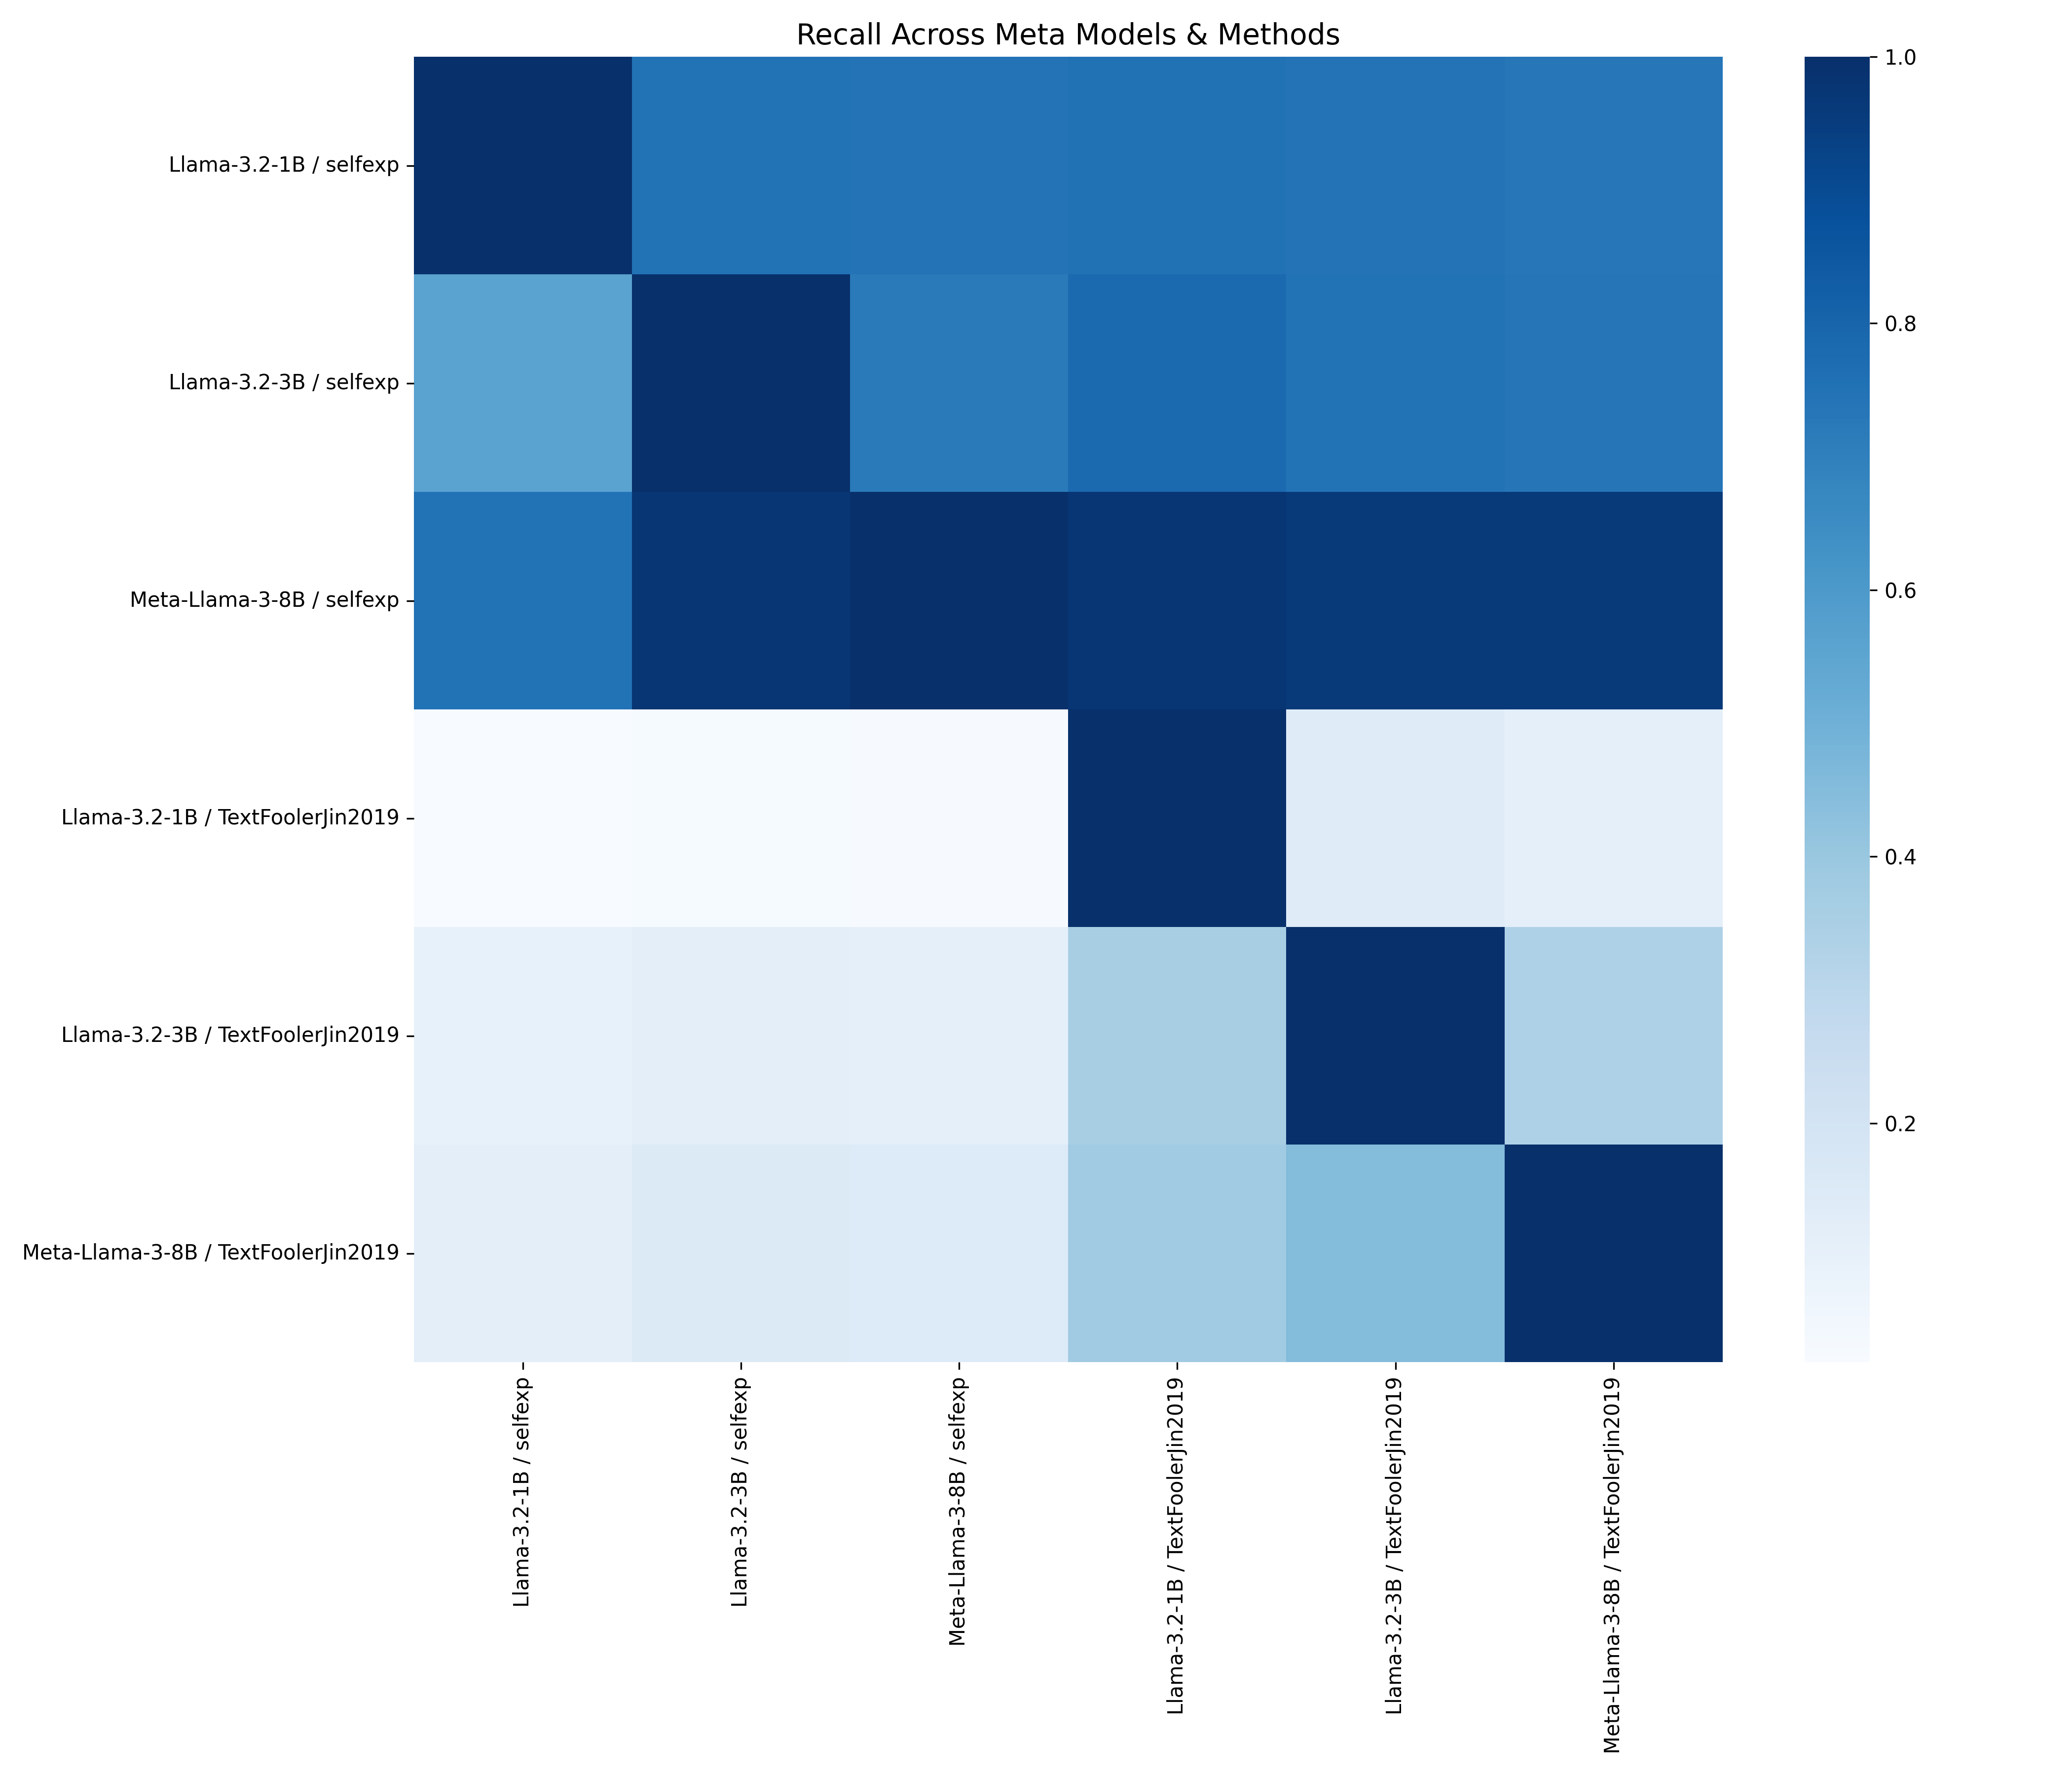 Recall Across Meta Models & Methods
Llama-3.2-1B / selfexp
Llama-3.2-3B / selfexp
Meta-Llama-3-8B / selfexp
Llama-3.2-1B / TextFoolerJin2019
Llama-3.2-3B / TextFoolerJin2019
Meta-Llama-3-8B / TextFoolerJin2019
Llama-3.2-1B / selfexp
Llama-3.2-3B / selfexp
Meta-Llama-3-8B / selfexp
Llama-3.2-1B / TextFoolerJin2019
Llama-3.2-3B / TextFoolerJin2019
Meta-Llama-3-8B / TextFoolerJin2019
1.0
0.8
0.6
0.4
0.2